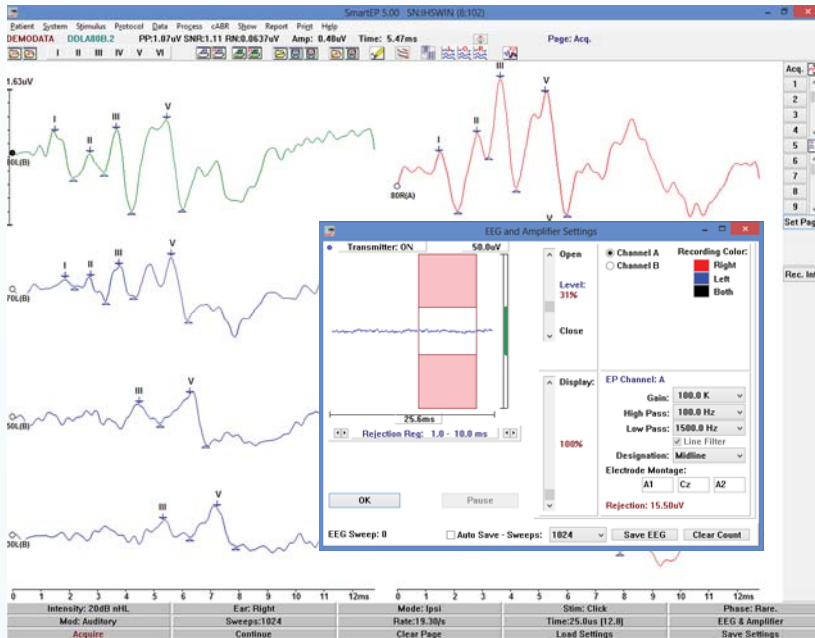 SmartEP 5.00 SN:IHSWIN (8;102)
Patient System Stimulus Protocol Data Process cABR Show Report Print Help
DEMODATA DDLA80B.2 PP:1.07uV SNR:1.11 RN:0.0637uV Amp: 0.48uV Time: 5.47ms Page: Acq.
I II III IV V VI
Acq.
1
2
3
4
5
6
7
8
9
Set Pag
Rec. Inf
1.63uV
I II III V
80L(B)
I II III V
80R(A)
V
I II III V
70L(B)
III V
50L(B)
III V
30L(B)
EEG and Amplifier Settings
Transmitter: ON 50.0uV
25.6ms
Rejection Reg: 1.0 - 10.0 ms
OK Pause
Open
Level:
31%
Close
Display:
100%
Channel A
Channel B
Recording Color:
Right
Left
Both
EP Channel: A
Gain: 100.0 K
High Pass: 100.0 Hz
Low Pass: 1500.0 Hz
Line Filter
Designation: Midline
Electrode Montage:
A1 Cz A2
Rejection: 15.50uV
EEG Sweep: 0 Auto Save - Sweeps: 1024 Save EEG Clear Count
0 1 2 3 4 5 6 7 8 9 10 11 12ms 0 1 2 3 4 5 6 7 8 9 10 11 12ms
Intensity: 20dB nHL Ear: Right Mode: Ipsi Stim: Click Phase: Rare.
Mod: Auditory Sweeps:1024 Rate:19.30/s Time:25.0us [12.8] EEG & Amplifier
Acquire Continue Clear Page Load Settings Save Settings